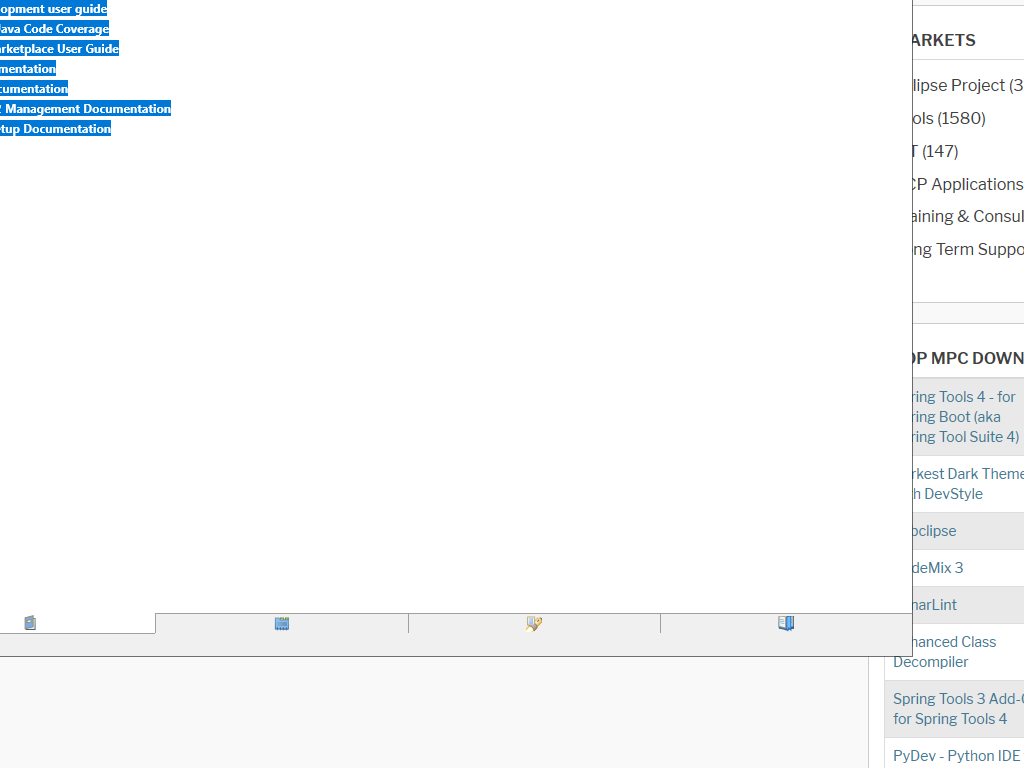 opment user guide
Java Code Coverage
rketplace User Guide
mentation
cumentation
Management Documentation
tup Documentation
ARKETS
lipse Project (3
ols (1580)
T (147)
CP Applications
aining & Consul
ng Term Suppo
OP MPC DOWN
ring Tools 4 - for
ring Boot (aka
ring Tool Suite 4)
rkest Dark Theme
h DevStyle
oclipse
deMix 3
narLint
hanced Class
Decompiler
Spring Tools 3 Add-
for Spring Tools 4
PyDev - Python IDE